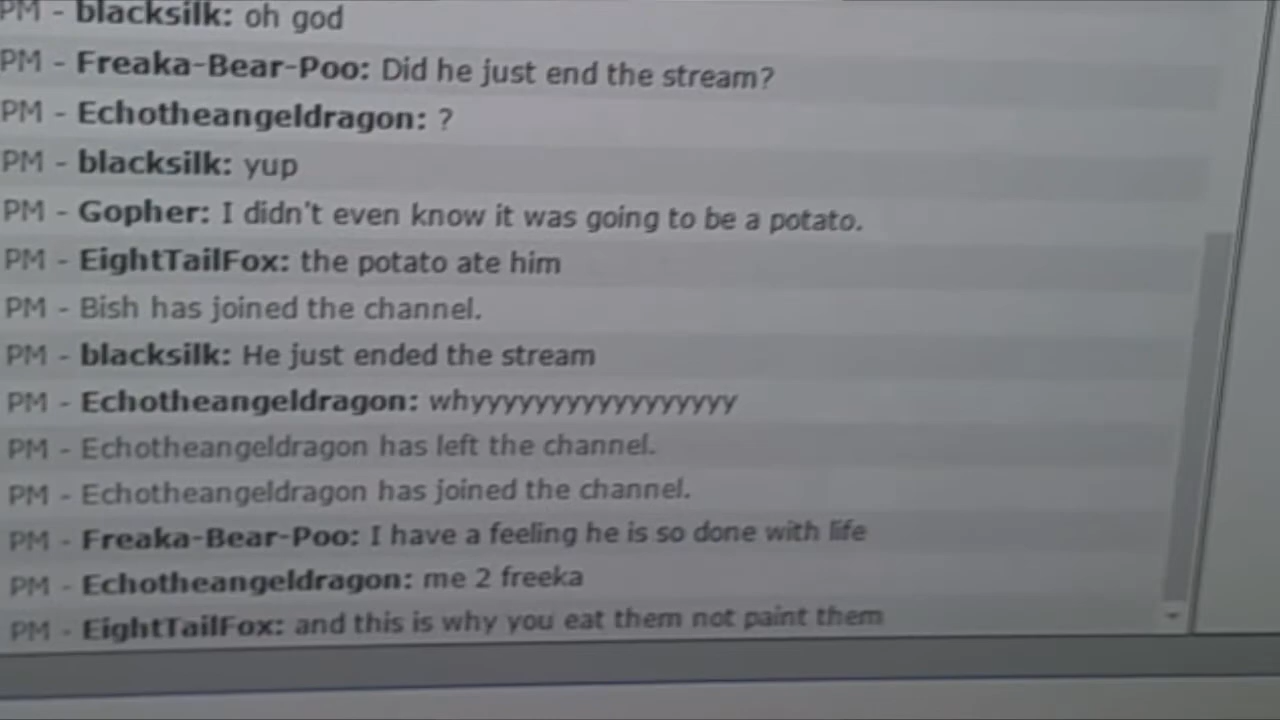 PM - blacksilk: oh god
PM - Freaka-Bear-Poo: Did he just end the stream?
PM - Echotheangeldragon: ?
PM - blacksilk: yup
PM - Gopher: I didn't even know it was going to be a potato.
PM - EightTailFox: the potato ate him
PM - Bish has joined the channel.
PM - blacksilk: He just ended the stream
PM - Echotheangeldragon: whyyyyyyyyyyyyyyyyy
PM - Echotheangeldragon has left the channel.
PM - Echotheangeldragon has joined the channel.
PM - Freaka-Bear-Poo: I have a feeling he is so done with life
PM - Echotheangeldragon: me 2 freeka
PM - EightTailFox: and this is why you eat them not paint them